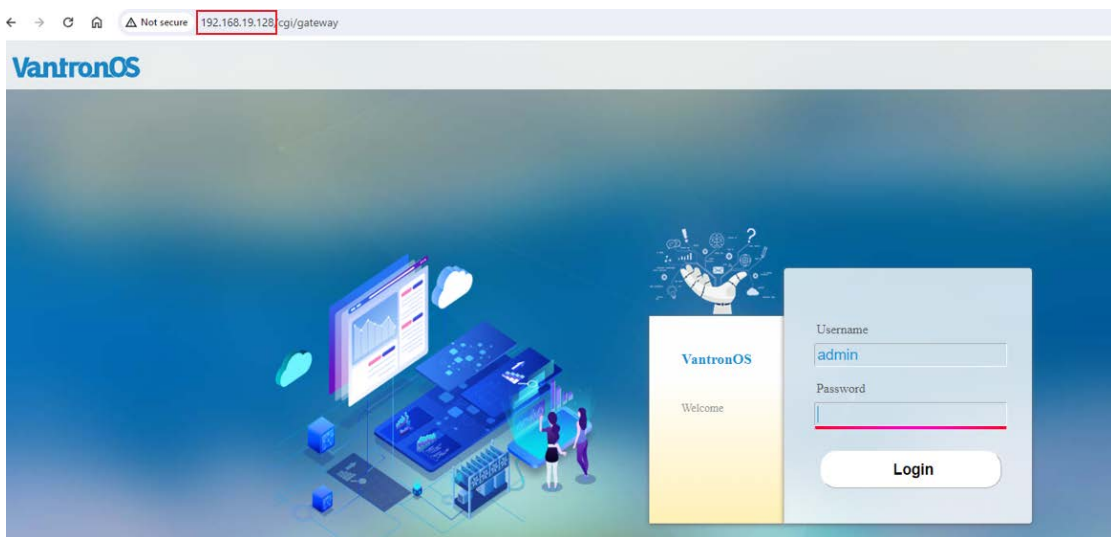 Not secure
192.168.19.128/cgi/gateway
VantronOS
Username
admin
VantronOS
Password
Welcome
Login